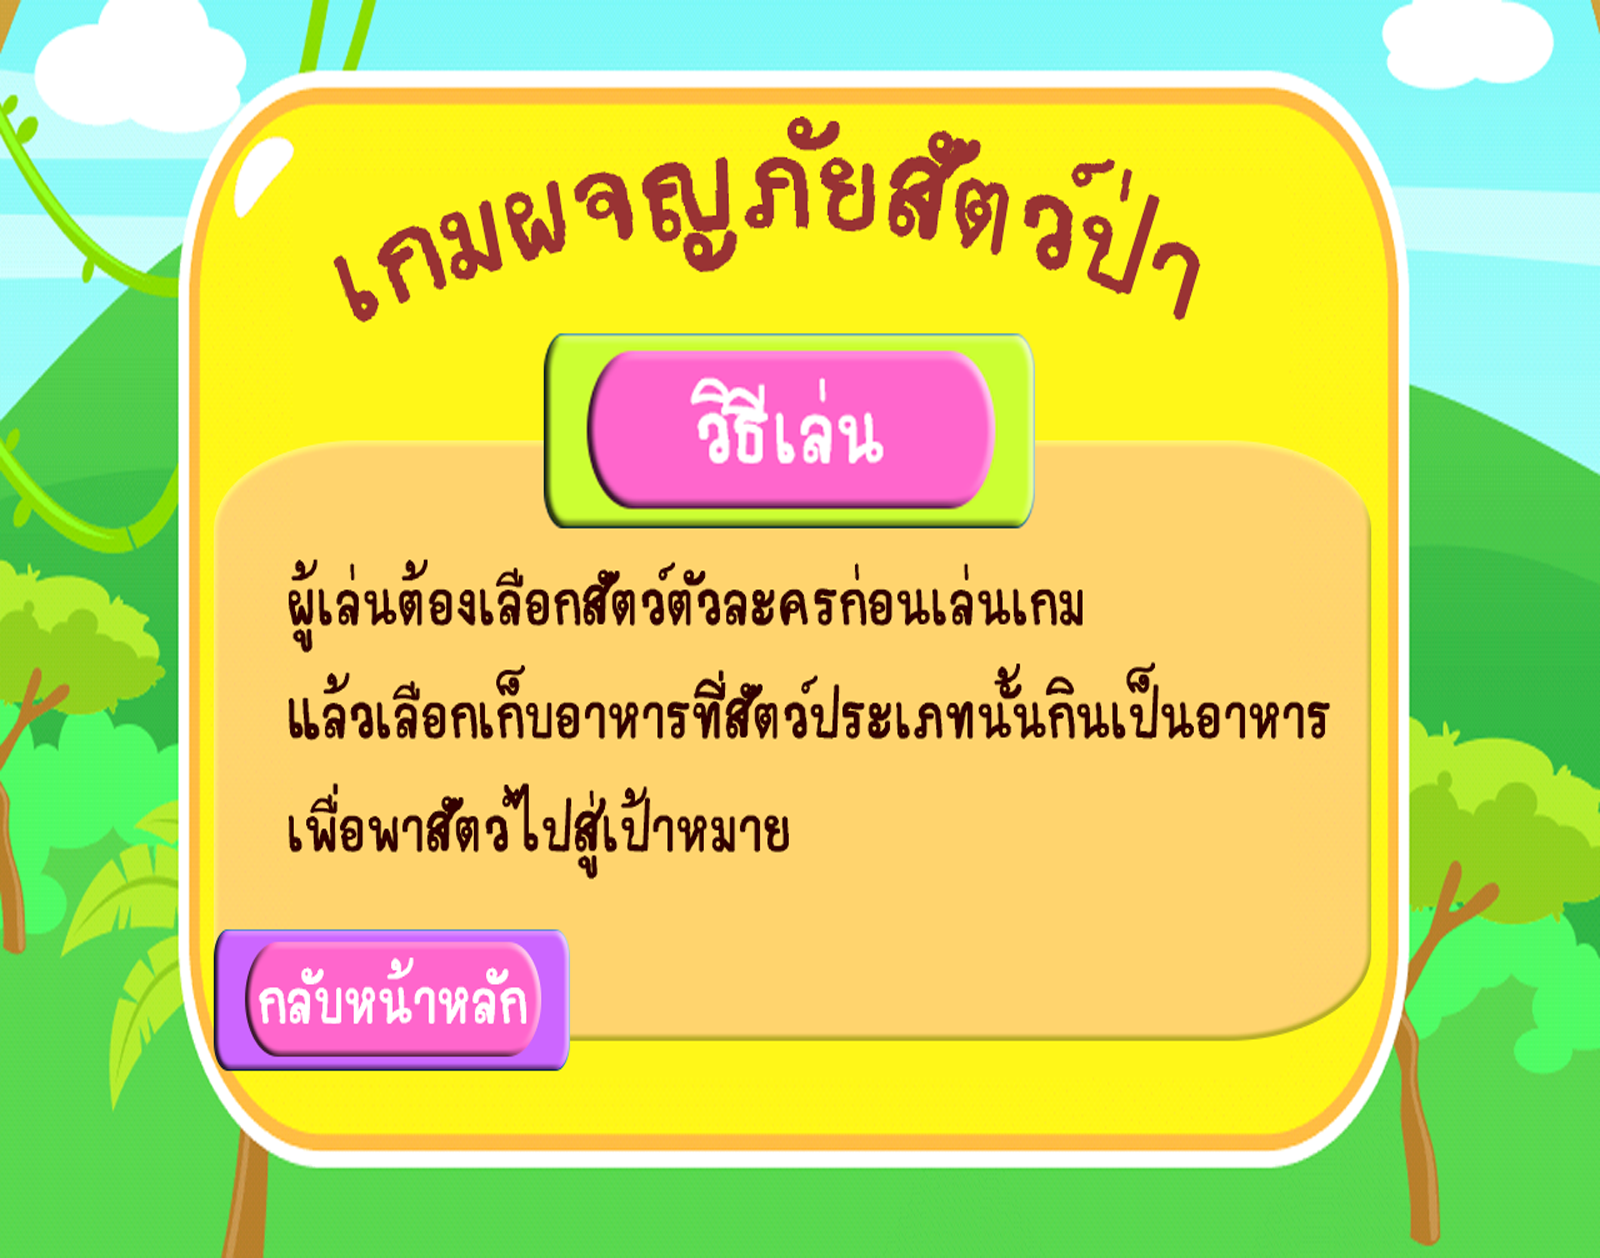 เกมผจญภัยสัตว์ป่า
วิธีเล่น
ผู้เล่นต้องเลือกสัตว์ตัวละครก่อนเล่นเกม
แล้วเลือกเก็บอาหารที่สัตว์ประเภทนั้นกินเป็นอาหาร
เพื่อพาสัตว์ไปสู่เป้าหมาย
กลับหน้าหลัก